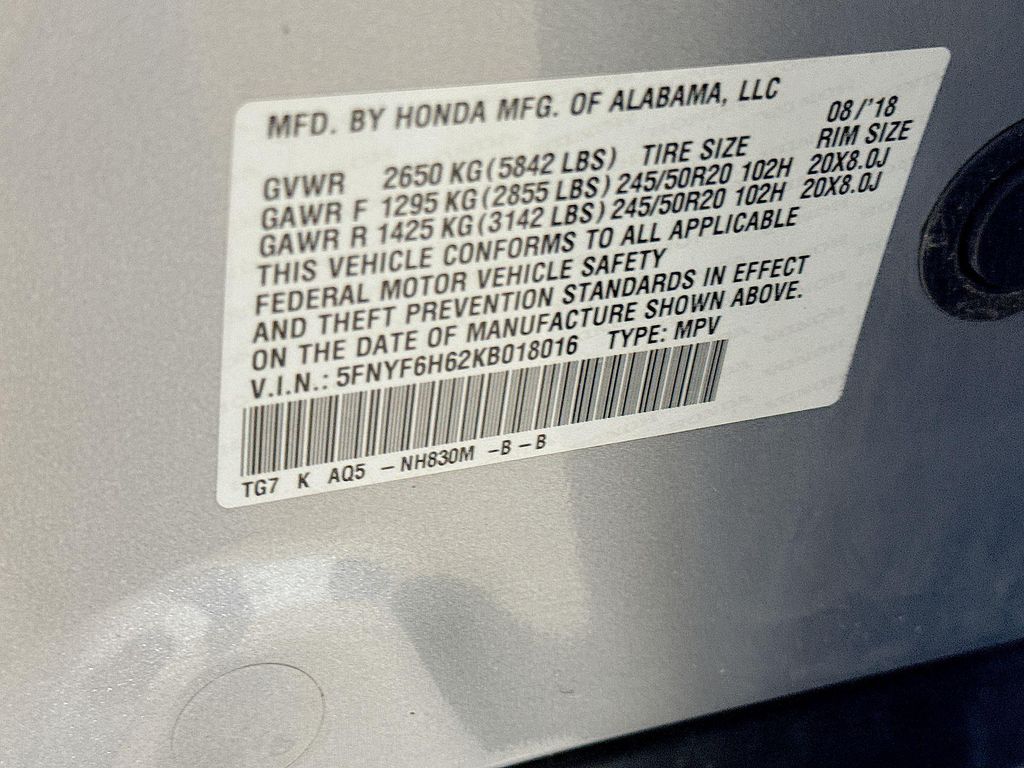 MFD. BY HONDA MFG. OF ALABAMA, LLC 08/'18
GVWR 2650 KG(5842 LBS) TIRE SIZE RIM SIZE
GAWR F 1295 KG(2855 LBS) 245/50R20 102H 20X8.0J
GAWR R 1425 KG(3142 LBS) 245/50R20 102H 20X8.0J
THIS VEHICLE CONFORMS TO ALL APPLICABLE
FEDERAL MOTOR VEHICLE SAFETY
AND THEFT PREVENTION STANDARDS IN EFFECT
ON THE DATE OF MANUFACTURE SHOWN ABOVE.
V.I.N.: 5FNYF6H62KB018016 TYPE: MPV
TG7 K AQ5 – NH830M –B – B